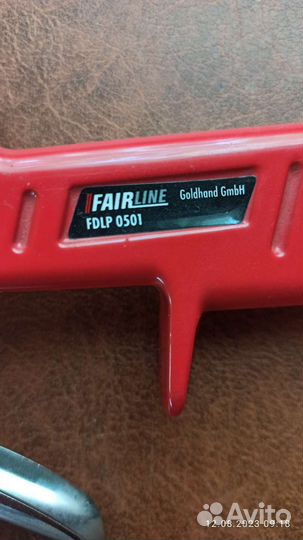 FAIRLINE Goldhand GmbH
FDLP 0501
12.08.2023 09:18
Avito